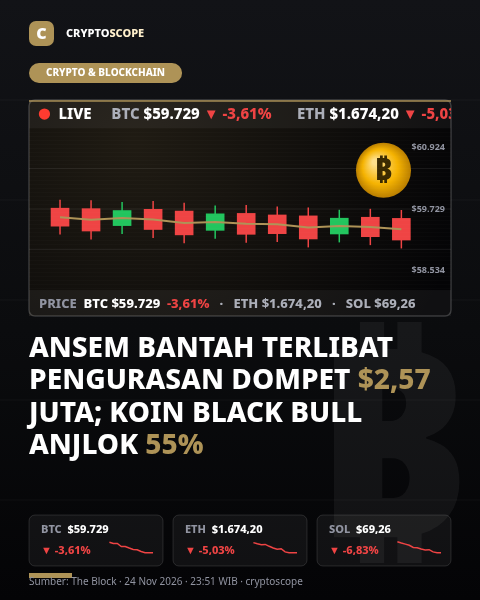 C CRYPTOSCOPE
CRYPTO & BLOCKCHAIN
LIVE BTC $59.729 ▼ -3,61% ETH $1.674,20 ▼ -5,03
$60.924
$59.729
$58.534
PRICE BTC $59.729 -3,61% · ETH $1.674,20 · SOL $69,26
ANSEM BANTAH TERLIBAT
PENGURASAN DOMPET $2,57
JUTA; KOIN BLACK BULL
ANJLOK 55%
BTC $59.729 ETH $1.674,20 SOL $69,26
▼ -3,61% ▼ -5,03% ▼ -6,83%
Sumber: The Block · 24 Nov 2026 · 23:51 WIB · cryptoscope